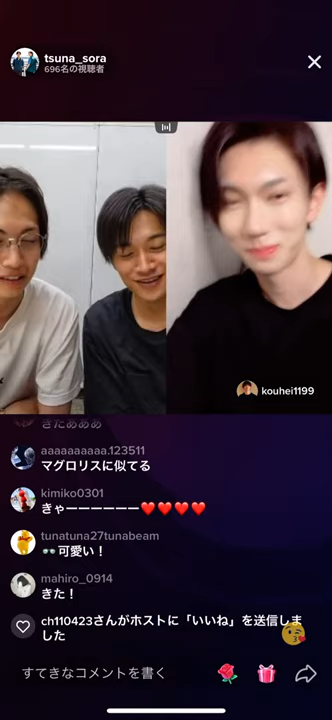 tsuna_sora
696名の視聴者
kouhei1199
きたぁぁぁ
aaaaaaaaaa.123511
マグロリスに似てる
kimiko0301
きゃーーーーーー❤️❤️❤️❤️
tunatuna27tunabeam
👀可愛い！
mahiro_0914
きた！
ch110423さんがホストに「いいね」を送信しま
した
すてきなコメントを書く